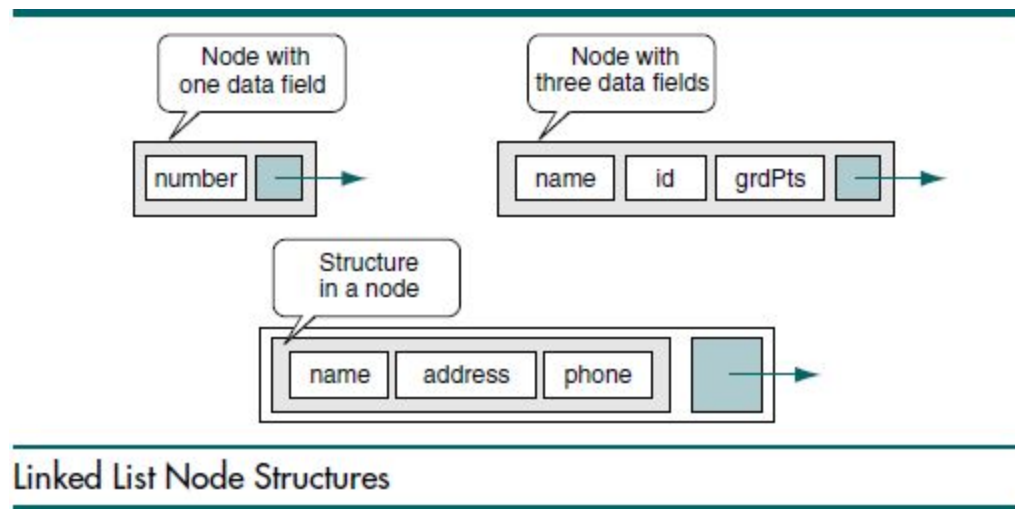 Node with
one data field
Node with
three data fields
number
name id grdPts
Structure
in a node
name address phone
Linked List Node Structures